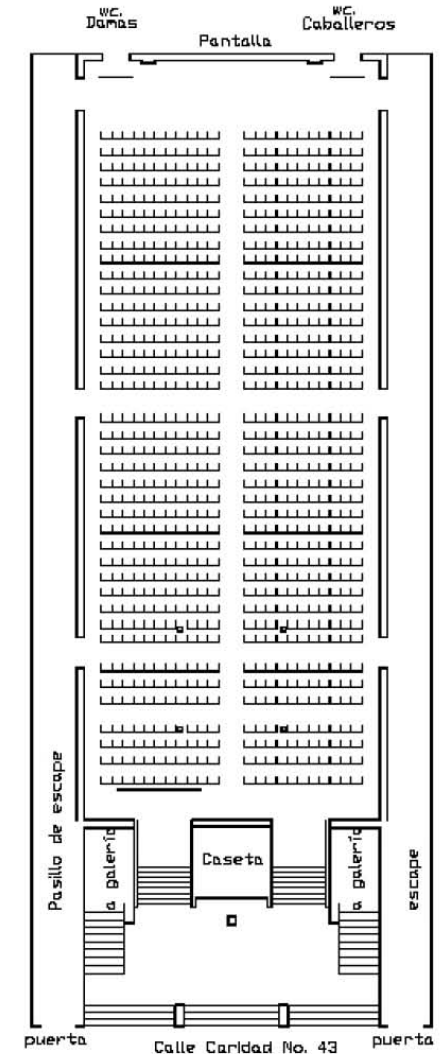 wc.
Damas
wc.
Caballeros
Pantalla
Pasillo de escape
a galería
Caseta
a galería
escape
puerta
Calle Caridad No. 43
puerta